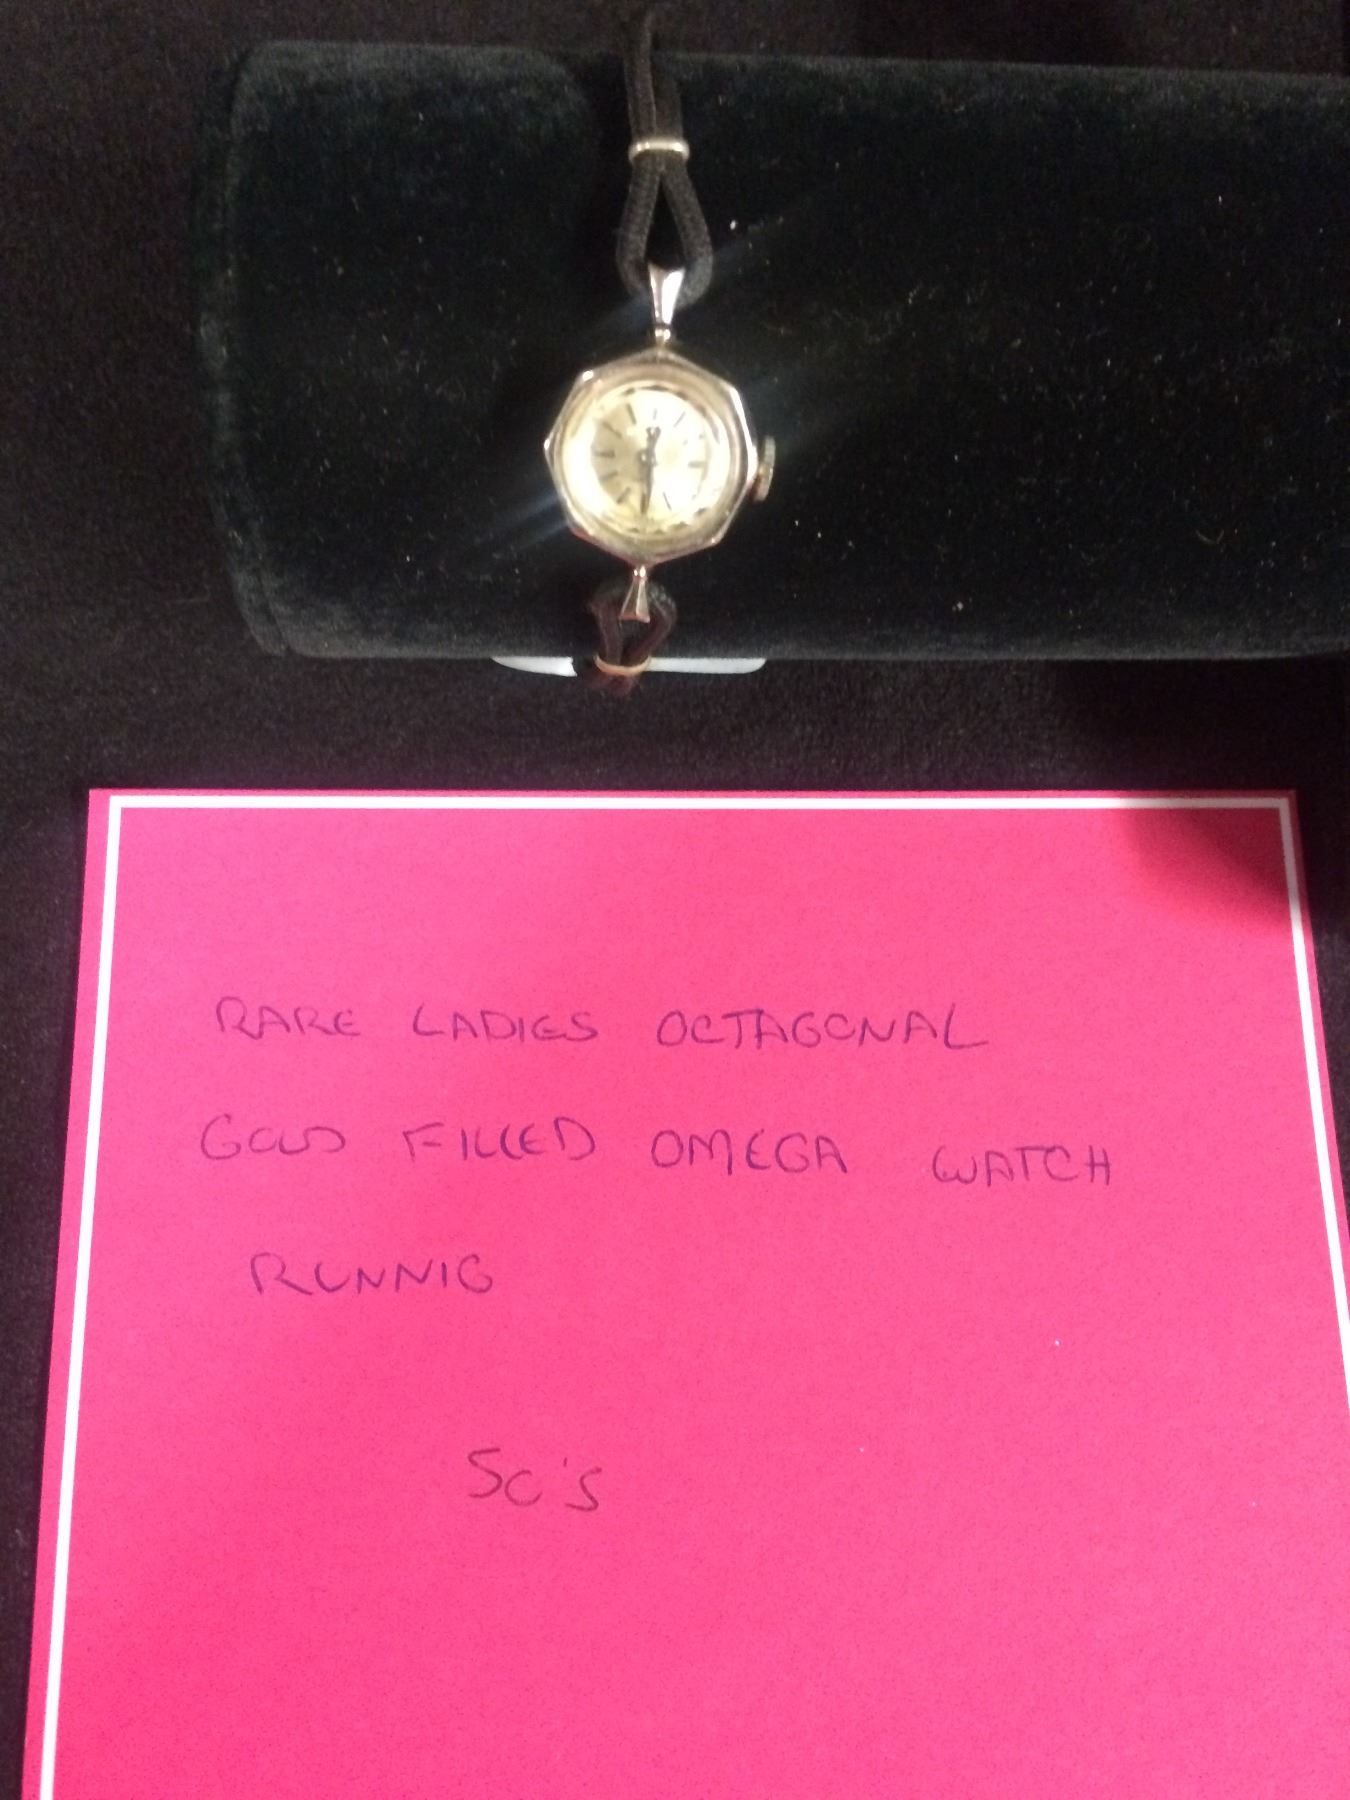 RARE LADIES OCTAGONAL
GOLD FILLED OMEGA WATCH
RUNNIG
50'S